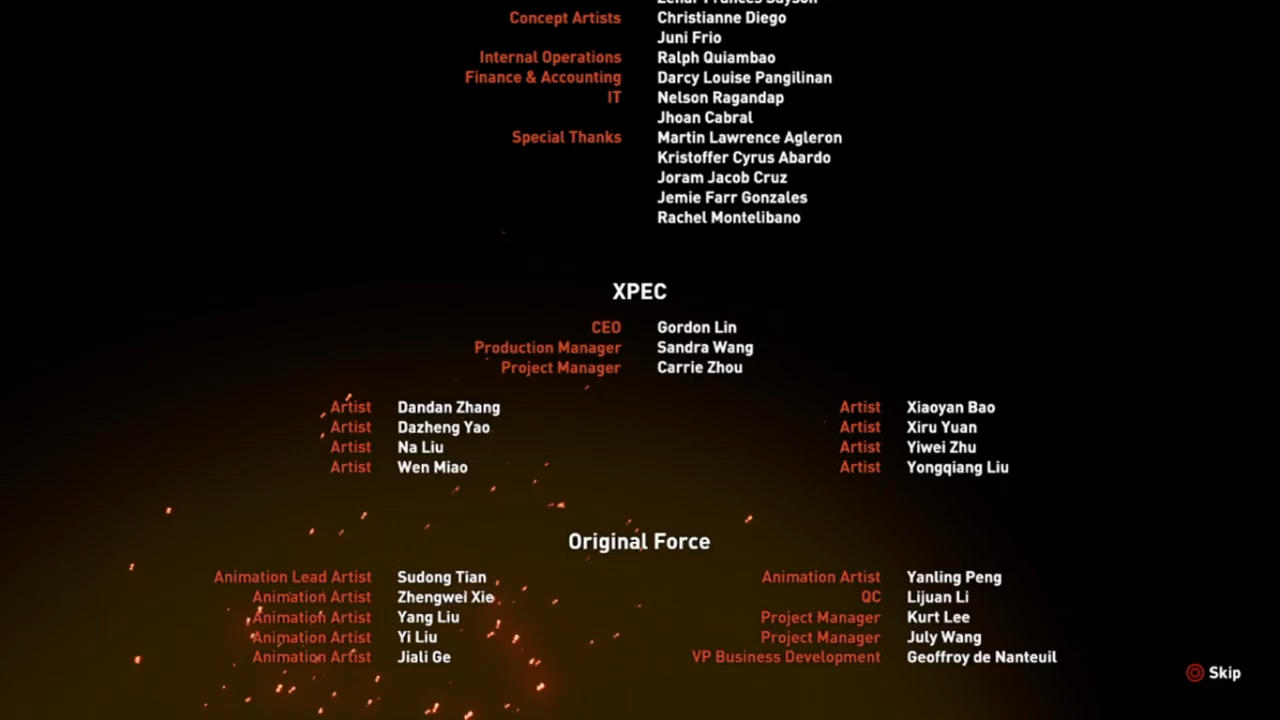 Zenar Frances Sayson
Concept Artists Christianne Diego
Juni Frio
Internal Operations Ralph Quiambao
Finance & Accounting Darcy Louise Pangilinan
IT Nelson Ragandap
Jhoan Cabral
Special Thanks Martin Lawrence Agleron
Kristoffer Cyrus Abardo
Joram Jacob Cruz
Jemie Farr Gonzales
Rachel Montelibano
XPEC
CEO Gordon Lin
Production Manager Sandra Wang
Project Manager Carrie Zhou
Artist Dandan Zhang Artist Xiaoyan Bao
Artist Dazheng Yao Artist Xiru Yuan
Artist Na Liu Artist Yiwei Zhu
Artist Wen Miao Artist Yongqiang Liu
Original Force
Animation Lead Artist Sudong Tian Animation Artist Yanling Peng
Animation Artist Zhengwei Xie QC Lijuan Li
Animation Artist Yang Liu Project Manager Kurt Lee
Animation Artist Yi Liu Project Manager July Wang
Animation Artist Jiali Ge VP Business Development Geoffroy de Nanteuil
Skip